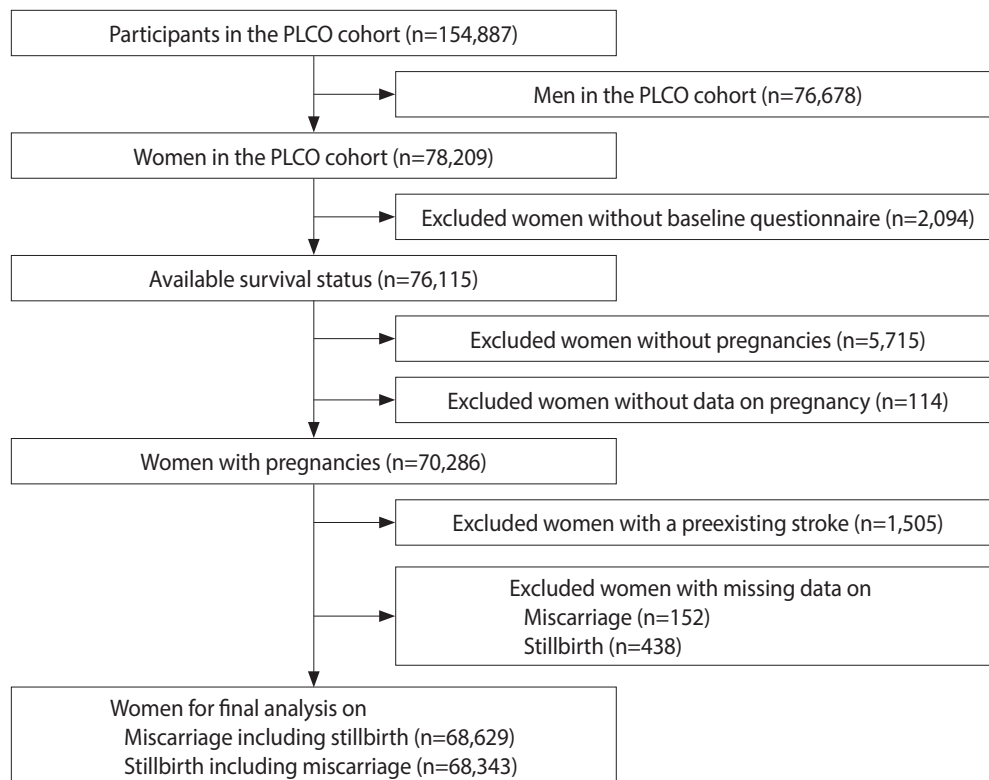 Participants in the PLCO cohort (n=154,887)
Men in the PLCO cohort (n=76,678)
Women in the PLCO cohort (n=78,209)
Excluded women without baseline questionnaire (n=2,094)
Available survival status (n=76,115)
Excluded women without pregnancies (n=5,715)
Excluded women without data on pregnancy (n=114)
Women with pregnancies (n=70,286)
Excluded women with a preexisting stroke (n=1,505)
Excluded women with missing data on
Miscarriage (n=152)
Stillbirth (n=438)
Women for final analysis on
Miscarriage including stillbirth (n=68,629)
Stillbirth including miscarriage (n=68,343)